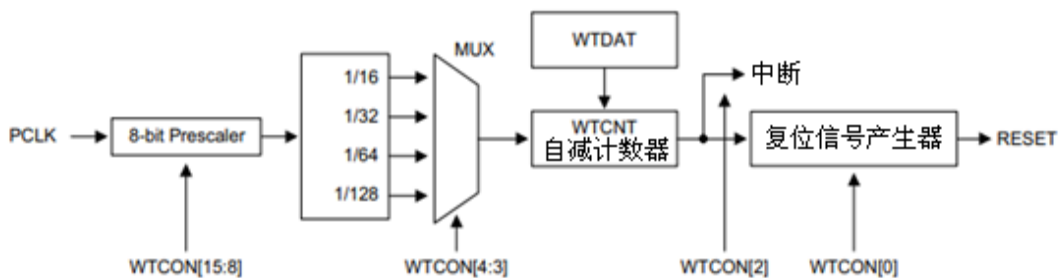 MUX
WTDAT
1/16
1/32
1/64
1/128
PCLK
8-bit Prescaler
WTCNT
自减计数器
中断
复位信号产生器
RESET
WTCON[15:8]
WTCON[4:3]
WTCON[2]
WTCON[0]